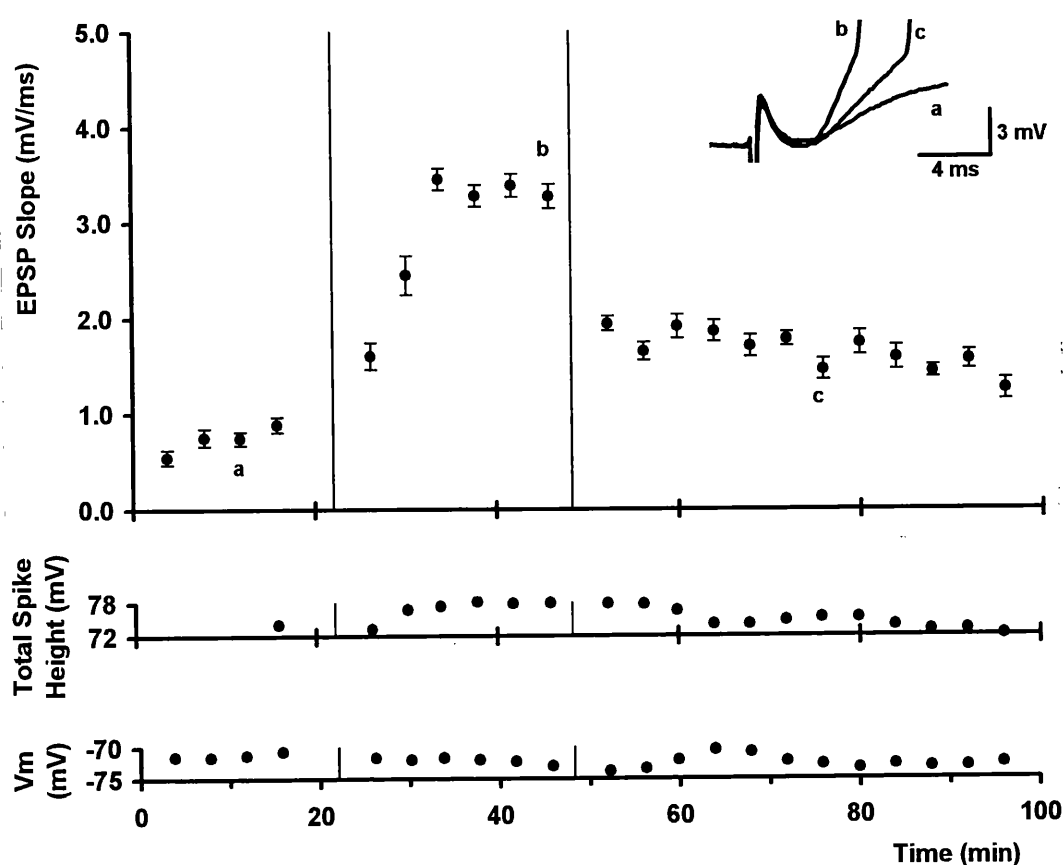 EPSP Slope (mV/ms)
5.0
4.0
3.0
2.0
1.0
0.0
a
b
c
b
c
a
3 mV
4 ms
Total Spike
Height (mV)
78
72
Vm
(mV)
-70
-75
0
20
40
60
80
100
Time (min)